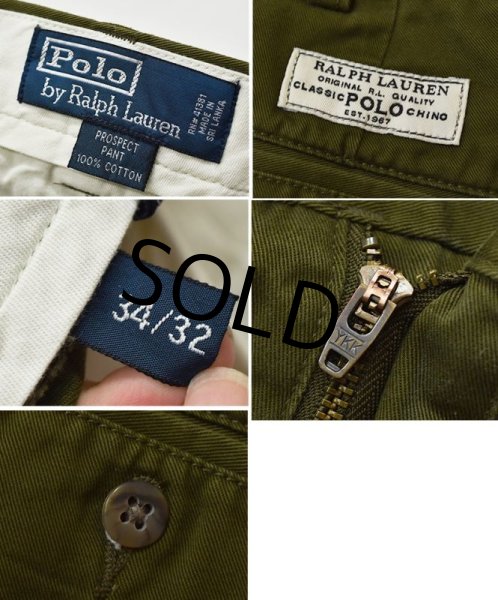 Polo
by Ralph Lauren
RN# 41381
MADE IN
SRI LANKA
PROSPECT
PANT
100% COTTON
RALPH LAUREN
ORIGINAL R.L. QUALITY
CLASSIC POLO CHINO
EST. 1967
SOLD
34/32
YKK